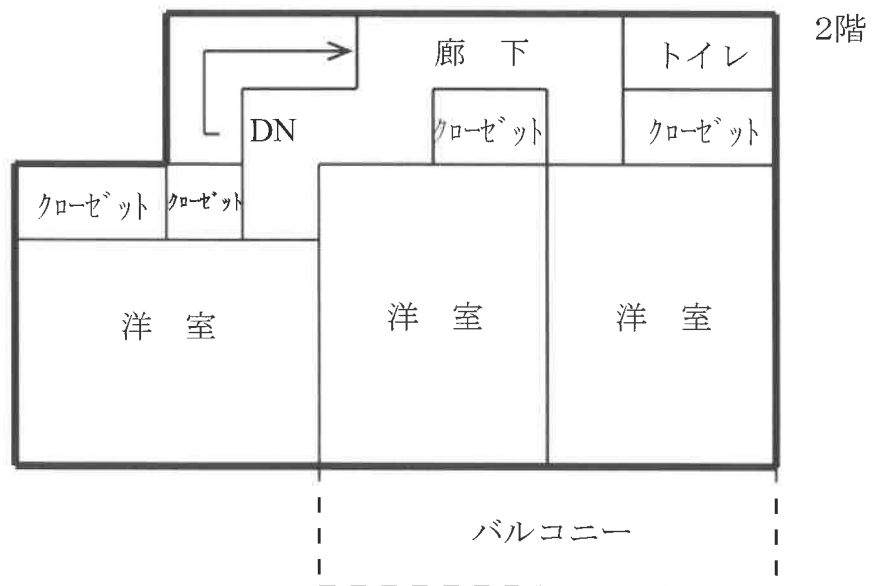 2階
廊 下
トイレ
DN
クローゼット
クローゼット
クローゼット
クローゼット
洋 室
洋 室
洋 室
バルコニー